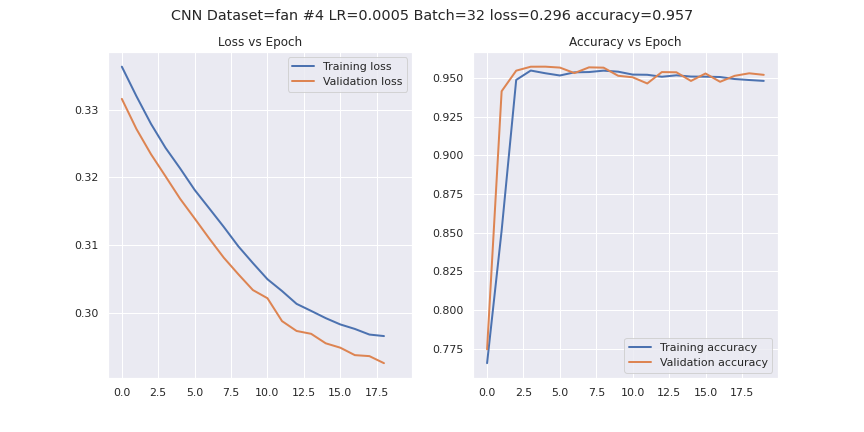 CNN Dataset=fan #4 LR=0.0005 Batch=32 loss=0.296 accuracy=0.957
Loss vs Epoch
Training loss
Validation loss
0.33
0.32
0.31
0.30
0.0 2.5 5.0 7.5 10.0 12.5 15.0 17.5
Accuracy vs Epoch
0.950
0.925
0.900
0.875
0.850
0.825
0.800
0.775
Training accuracy
Validation accuracy
0.0 2.5 5.0 7.5 10.0 12.5 15.0 17.5